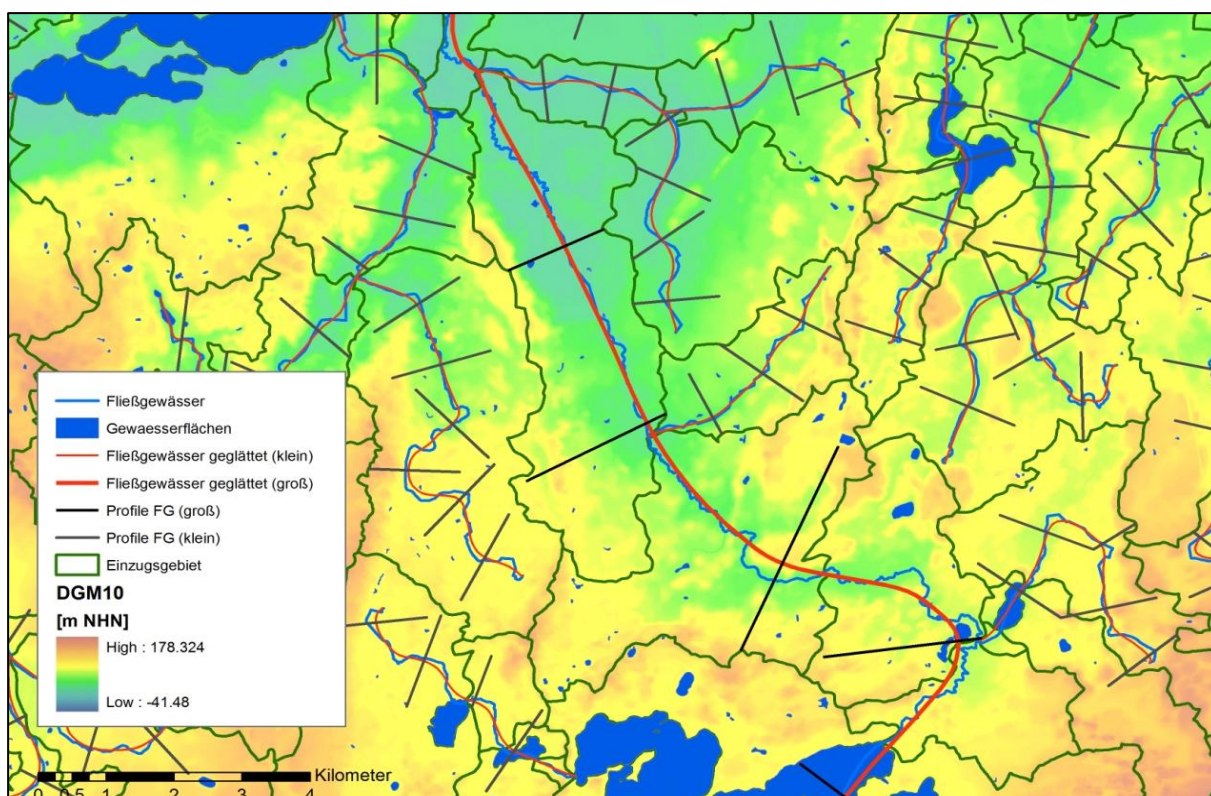 Fließgewässer
Gewaesserflächen
Fließgewässer geglättet (klein)
Fließgewässer geglättet (groß)
Profile FG (groß)
Profile FG (klein)
Einzugsgebiet
DGM10
[m NHN]
High : 178.324
Low : -41.48
Kilometer
0 0.5 1 2 3 4